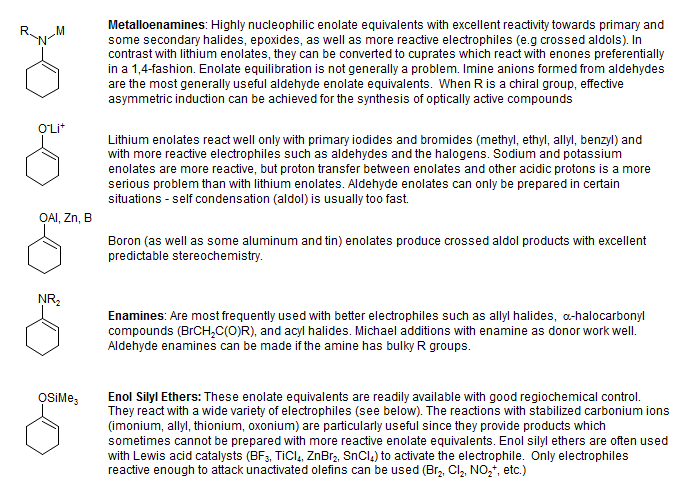 Metalloenamines: Highly nucleophilic enolate equivalents with excellent reactivity towards primary and
R N M
some secondary halides, epoxides, as well as more reactive electrophiles (e.g crossed aldols). In
contrast with lithium enolates, they can be converted to cuprates which react with enones preferentially
in a 1,4-fashion. Enolate equilibration is not generally a problem. Imine anions formed from aldehydes
are the most generally useful aldehyde enolate equivalents. When R is a chiral group, effective
asymmetric induction can be achieved for the synthesis of optically active compounds
O⁻Li⁺
Lithium enolates react well only with primary iodides and bromides (methyl, ethyl, allyl, benzyl) and
with more reactive electrophiles such as aldehydes and the halogens. Sodium and potassium
enolates are more reactive, but proton transfer between enolates and other acidic protons is a more
serious problem than with lithium enolates. Aldehyde enolates can only be prepared in certain
situations - self condensation (aldol) is usually too fast.
OAl, Zn, B
Boron (as well as some aluminum and tin) enolates produce crossed aldol products with excellent
predictable stereochemistry.
NR₂
Enamines: Are most frequently used with better electrophiles such as allyl halides, α-halocarbonyl
compounds (BrCH₂C(O)R), and acyl halides. Michael additions with enamine as donor work well.
Aldehyde enamines can be made if the amine has bulky R groups.
OSiMe₃
Enol Silyl Ethers: These enolate equivalents are readily available with good regiochemical control.
They react with a wide variety of electrophiles (see below). The reactions with stabilized carbonium ions
(imonium, allyl, thionium, oxonium) are particularly useful since they provide products which
sometimes cannot be prepared with more reactive enolate equivalents. Enol silyl ethers are often used
with Lewis acid catalysts (BF₃, TiCl₄, ZnBr₂, SnCl₄) to activate the electrophile. Only electrophiles
reactive enough to attack unactivated olefins can be used (Br₂, Cl₂, NO₂⁺, etc.)